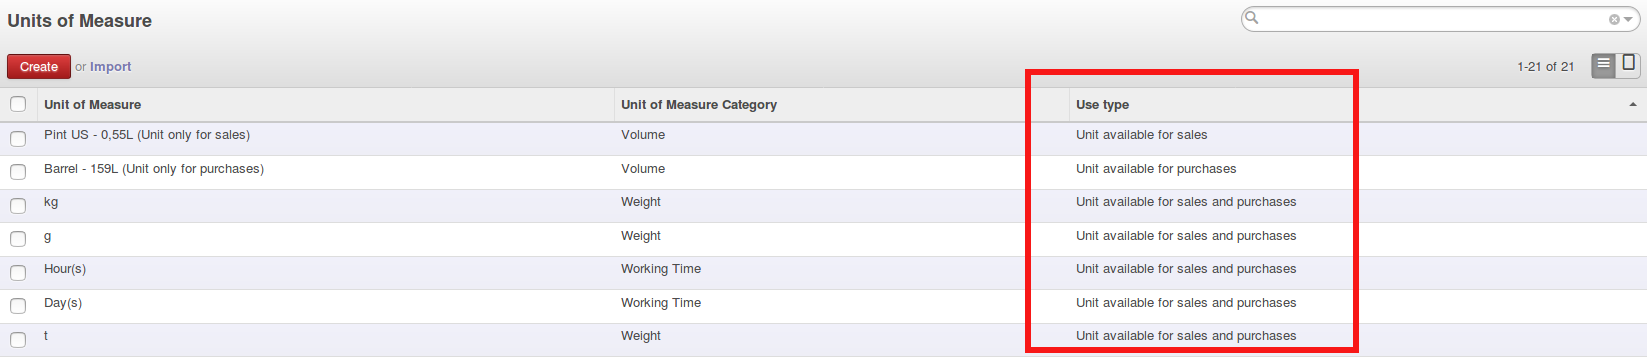 Units of Measure
Create or Import
1-21 of 21
Unit of Measure Unit of Measure Category Use type
Pint US - 0,55L (Unit only for sales) Volume Unit available for sales
Barrel - 159L (Unit only for purchases) Volume Unit available for purchases
kg Weight Unit available for sales and purchases
g Weight Unit available for sales and purchases
Hour(s) Working Time Unit available for sales and purchases
Day(s) Working Time Unit available for sales and purchases
t Weight Unit available for sales and purchases